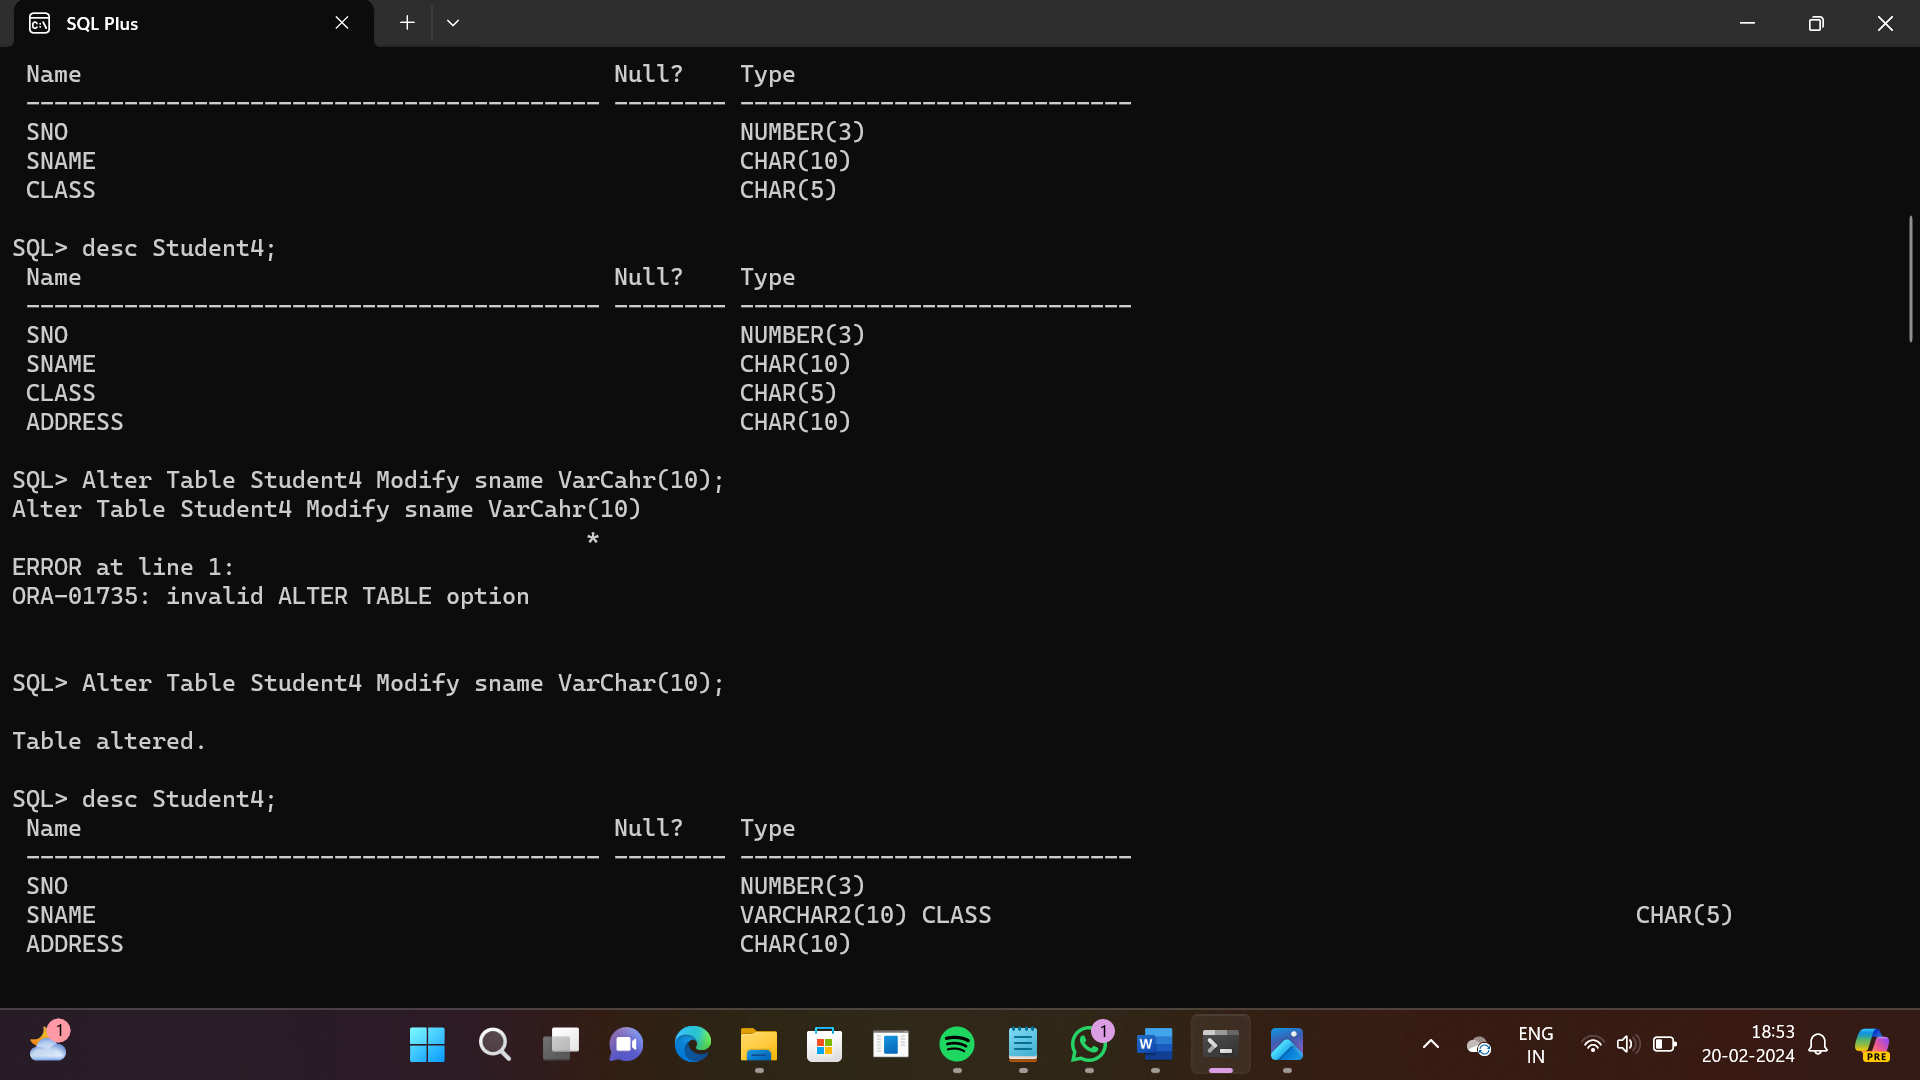 SQL Plus
Name Null? Type
----------------------------------------- -------- ----------------------------
SNO NUMBER(3)
SNAME CHAR(10)
CLASS CHAR(5)
SQL> desc Student4;
Name Null? Type
----------------------------------------- -------- ----------------------------
SNO NUMBER(3)
SNAME CHAR(10)
CLASS CHAR(5)
ADDRESS CHAR(10)
SQL> Alter Table Student4 Modify sname VarCahr(10);
Alter Table Student4 Modify sname VarCahr(10)
*
ERROR at line 1:
ORA-01735: invalid ALTER TABLE option
SQL> Alter Table Student4 Modify sname VarChar(10);
Table altered.
SQL> desc Student4;
Name Null? Type
----------------------------------------- -------- ----------------------------
SNO NUMBER(3)
SNAME VARCHAR2(10) CLASS CHAR(5)
ADDRESS CHAR(10)
1
1
W
ENG
IN
18:53
20-02-2024
PRE